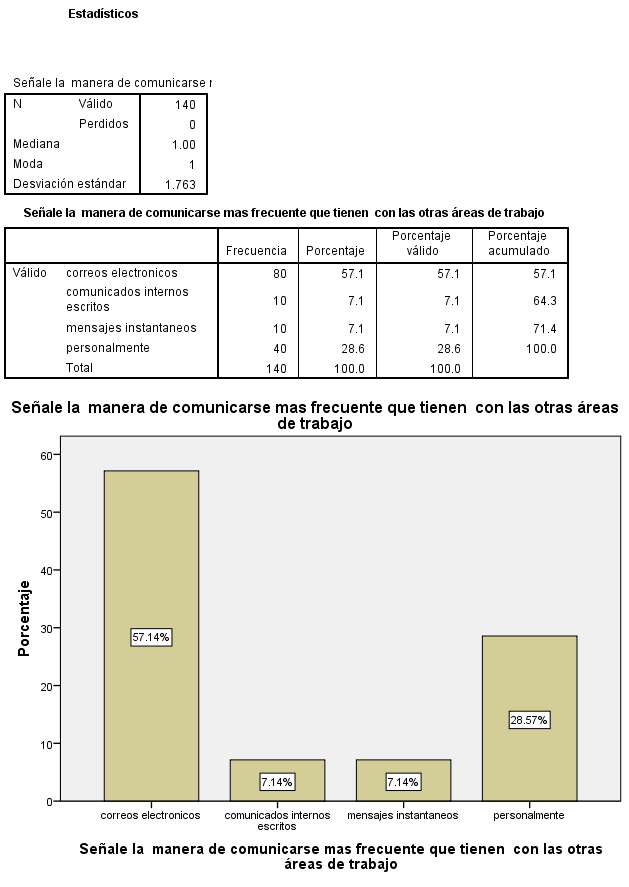 Estadísticos
Señale la manera de comunicarse
N Válido 140
Perdidos 0
Mediana 1.00
Moda 1
Desviación estándar 1.763
Señale la manera de comunicarse mas frecuente que tienen con las otras áreas de trabajo
Frecuencia Porcentaje Porcentaje válido Porcentaje acumulado
Válido correos electronicos 80 57.1 57.1 57.1
comunicados internos escritos 10 7.1 7.1 64.3
mensajes instantaneos 10 7.1 7.1 71.4
personalmente 40 28.6 28.6 100.0
Total 140 100.0 100.0
Señale la manera de comunicarse mas frecuente que tienen con las otras áreas
de trabajo
Porcentaje
60
50
40
30
20
10
0
57.14%
7.14%
7.14%
28.57%
correos electronicos
comunicados internos
escritos
mensajes instantaneos
personalmente
Señale la manera de comunicarse mas frecuente que tienen con las otras
áreas de trabajo